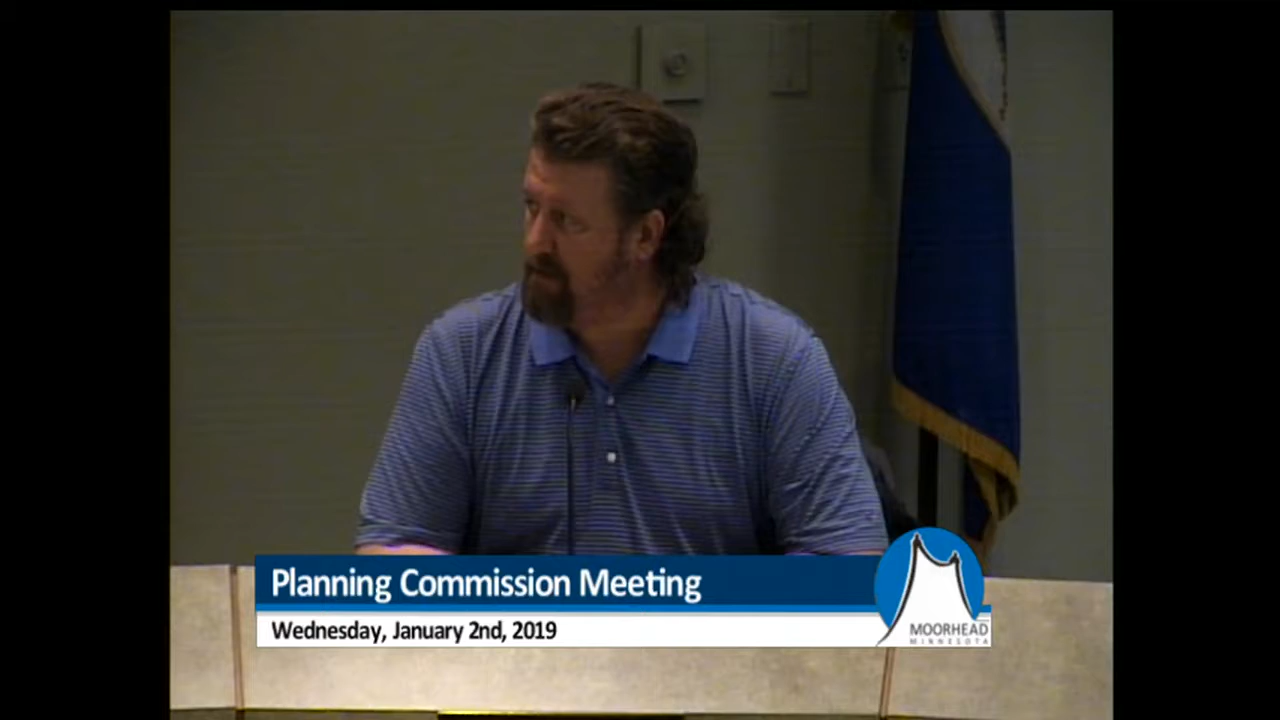 Planning Commission Meeting
Wednesday, January 2nd, 2019
MOORHEAD
MINNESOTA